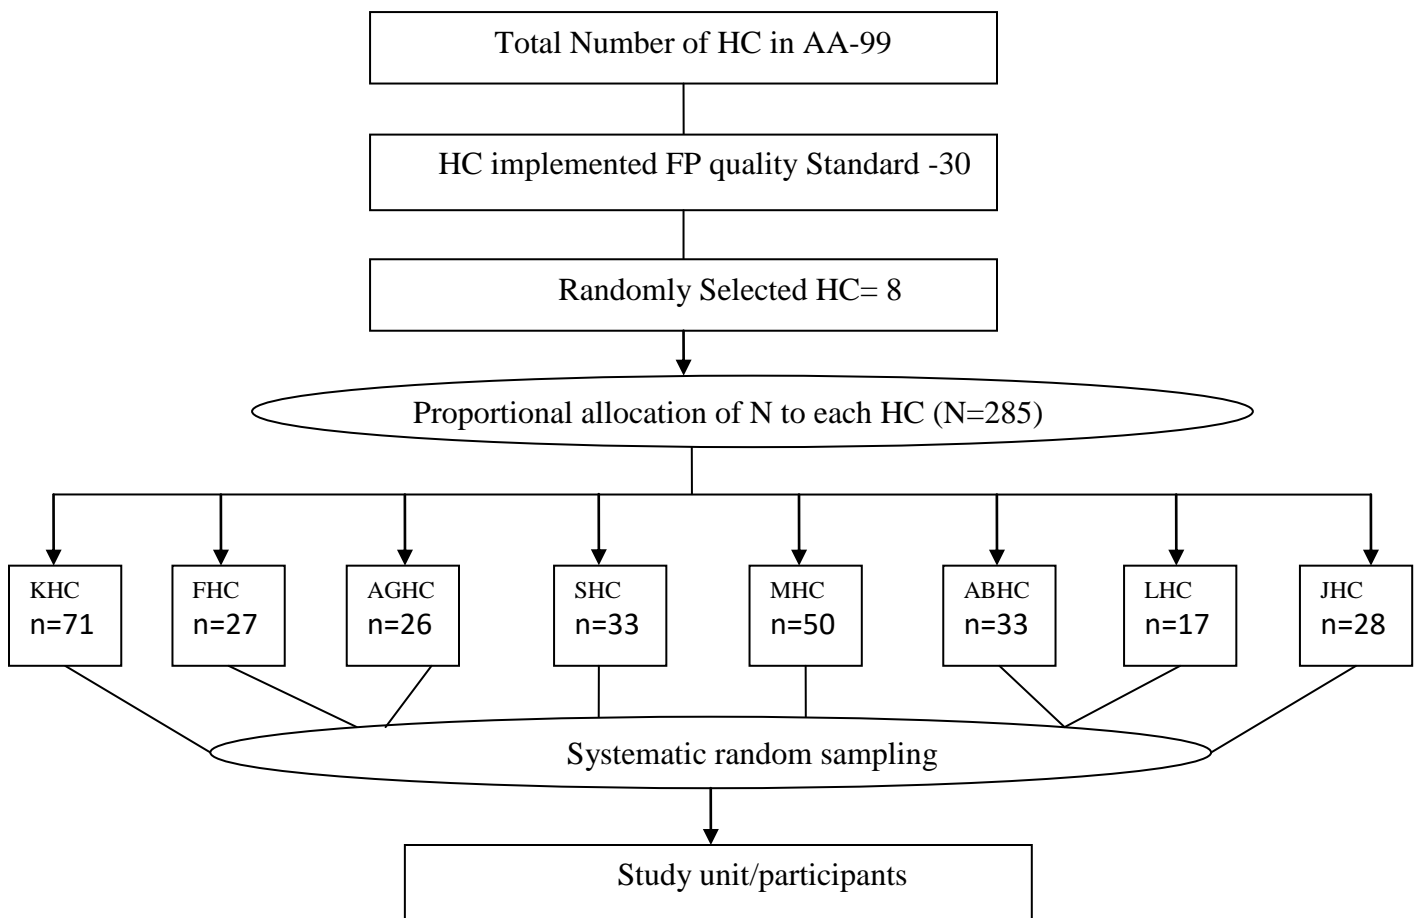 Total Number of HC in AA-99
HC implemented FP quality Standard -30
Randomly Selected HC= 8
Proportional allocation of N to each HC (N=285)
KHC
n=71
FHC
n=27
AGHC
n=26
SHC
n=33
MHC
n=50
ABHC
n=33
LHC
n=17
JHC
n=28
Systematic random sampling
Study unit/participants